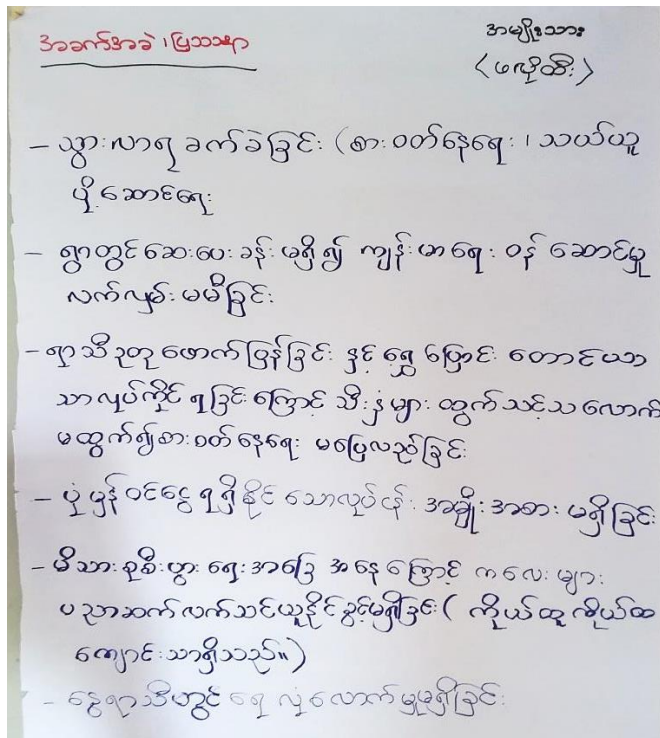 အခက်အခဲ ၊ ပြဿနာ
အမျိုးသား
(ဖလိုထီး)
- သွားလာရ ခက်ခဲခြင်း (စားဝတ်နေရေး ၊ သယ်ယူ
ပို့ဆောင်ရေး
- ရွာတွင်ဆေးပေးခန်းမရှိ၍ ကျန်းမာရေး ဝန်ဆောင်မှု
လက်လှမ်းမမီခြင်း
- ရာသီဥတုဖောက်ပြန်ခြင်း နှင့် ရွှေ့ပြောင်း တောင်ယာ
သာလုပ်ကိုင်ရခြင်းကြောင့် သီးနှံများ ထွက်သင့်သလောက်
မထွက်၍စားဝတ်နေရေး မပြေလည်ခြင်း
- ပုံမှန်ဝင်ငွေရရှိနိုင်သောလုပ်ငန်း အမျိုးအစား မရှိခြင်း
- မိသားစုစီးပွားရေးအခြေအနေကြောင့် ကလေးများ
ပညာဆက်လက်သင်ယူနိုင်ခွင့်မရှိခြင်း (ကိုယ်ထူကိုယ်ထ
ကျောင်းသာရှိသည်။)
- နွေရာသီတွင်ရေလုံလောက်မှုမရှိခြင်း